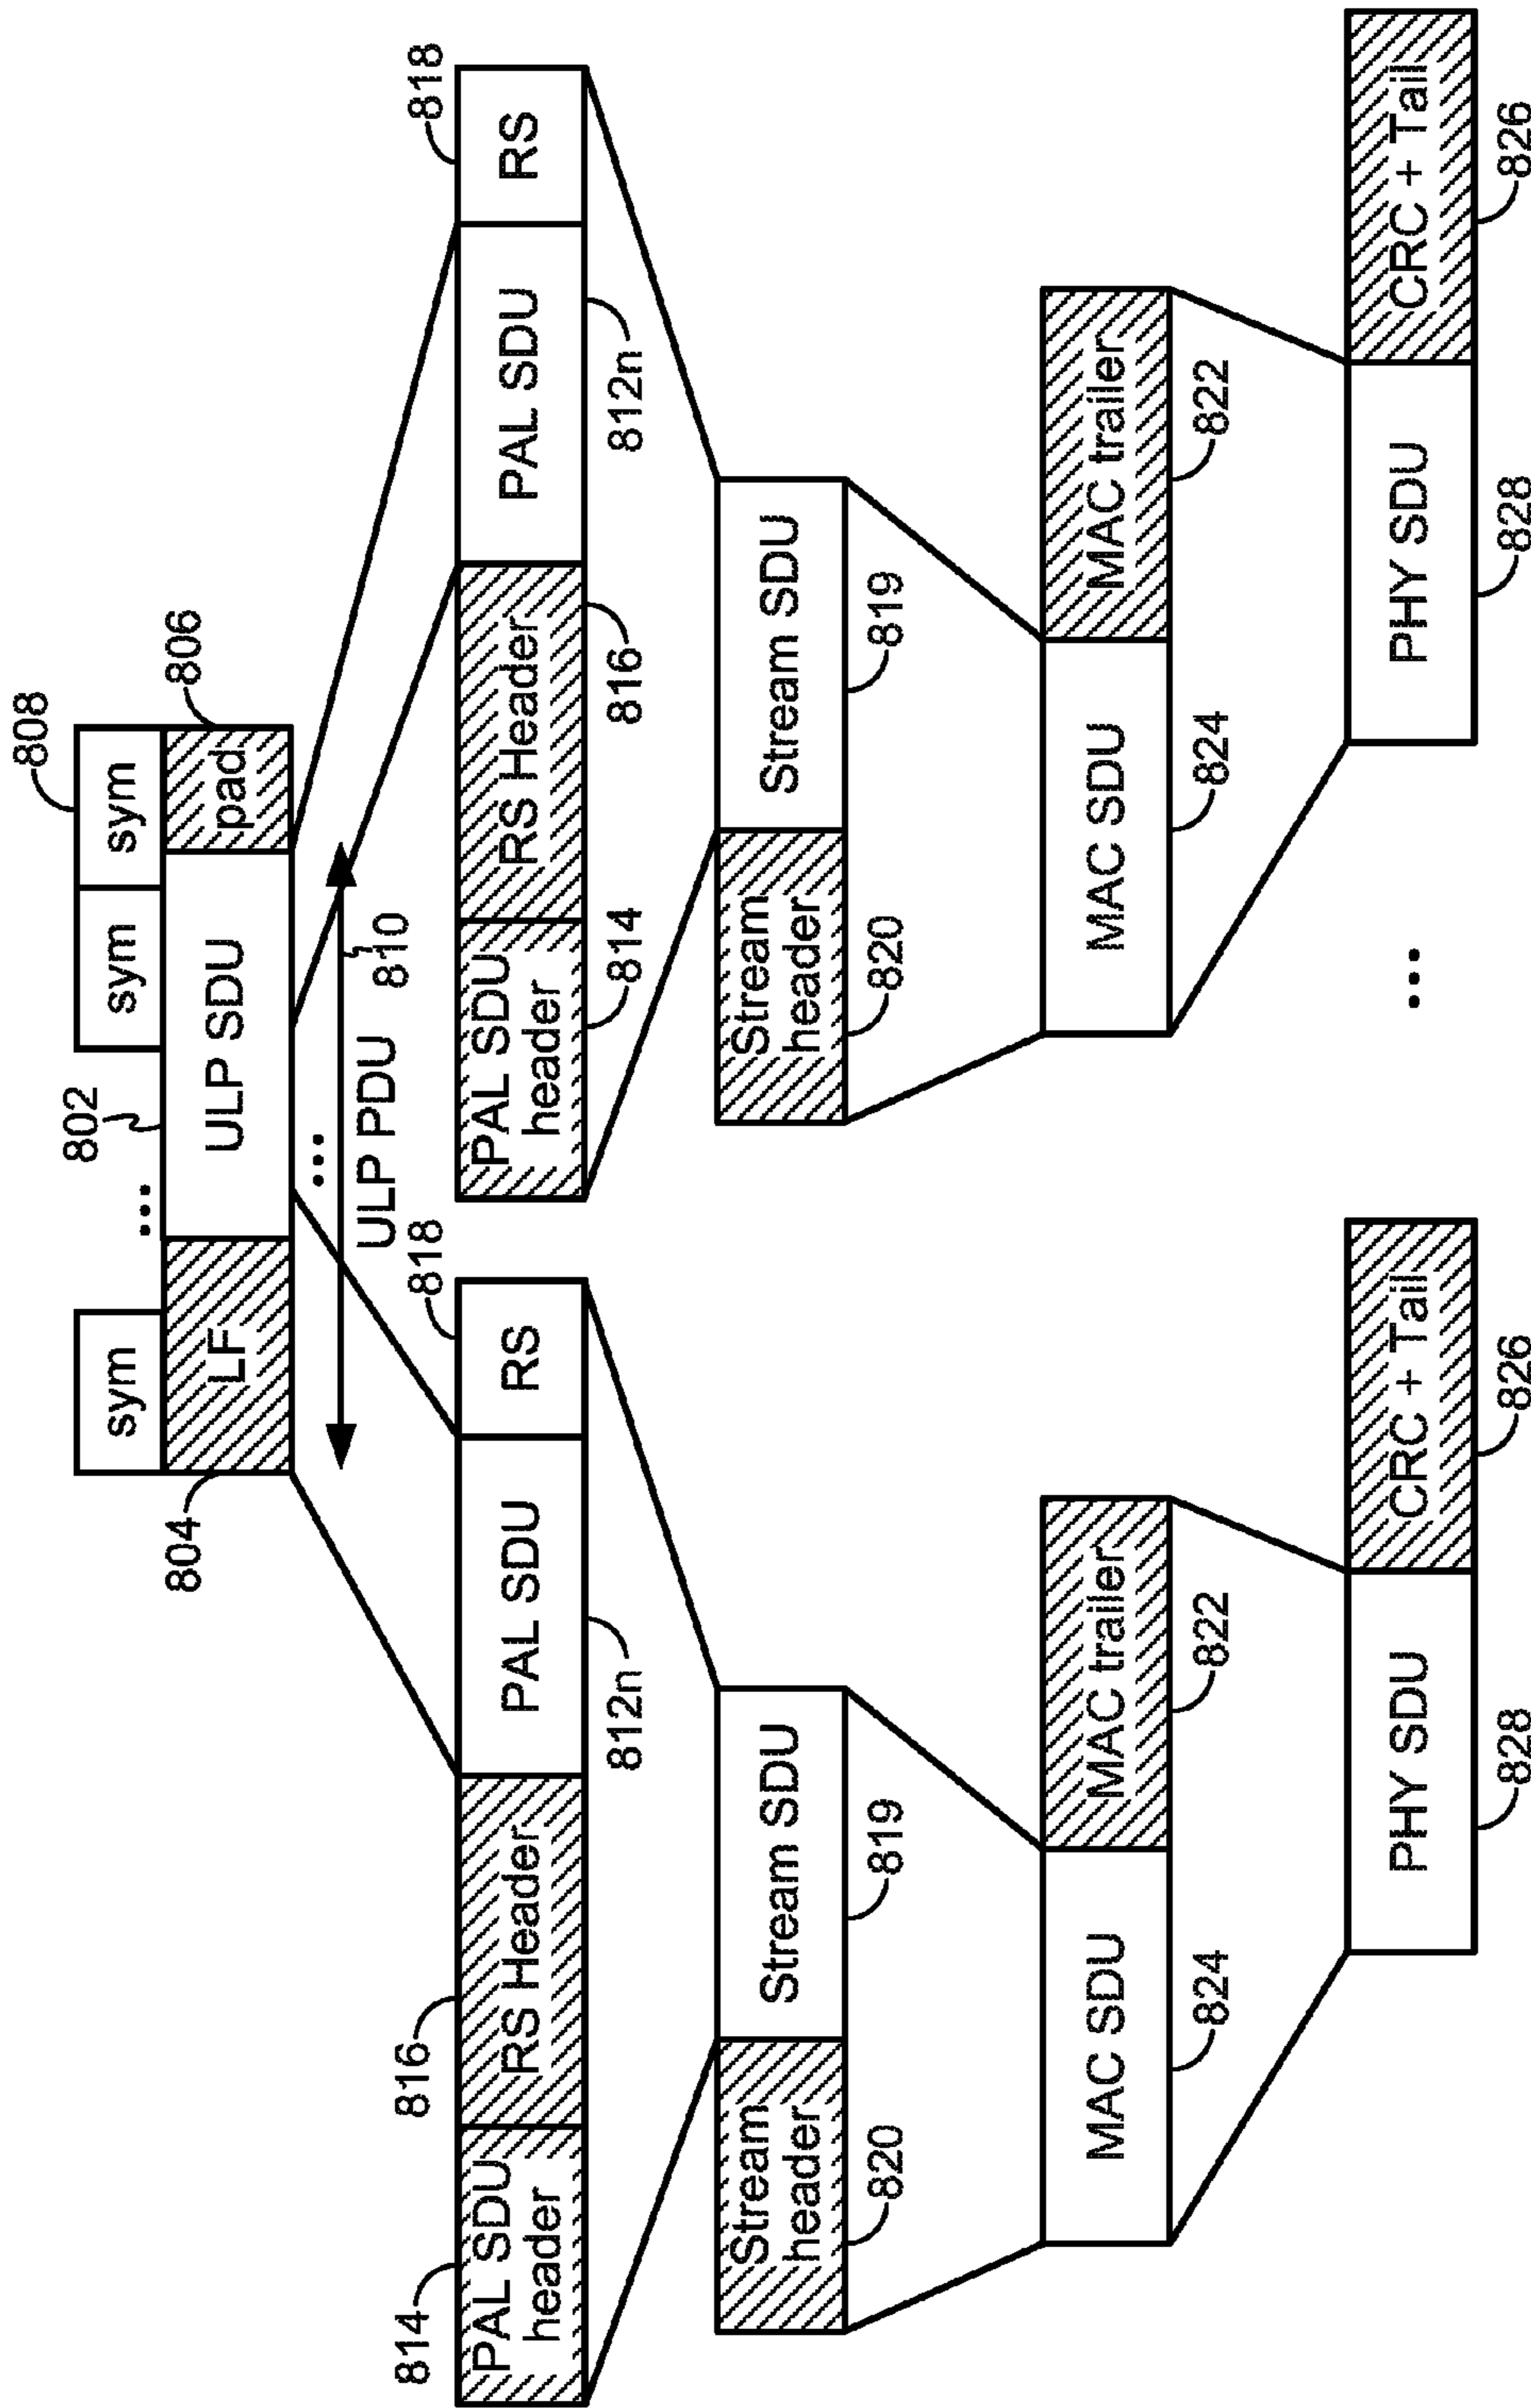 808
sym
...
sym
sym
802
804
LF
ULP SDU
pad
806
...
810
ULP PDU
814
816
818
818
PAL SDU
header
RS Header
PAL SDU
RS
PAL SDU
header
RS Header
PAL SDU
RS
812n
814
816
812n
Stream
header
Stream SDU
Stream
header
Stream SDU
820
819
820
819
MAC SDU
MAC trailer
MAC SDU
MAC trailer
824
822
824
822
PHY SDU
CRC + Tail
...
PHY SDU
CRC + Tail
828
826
828
826